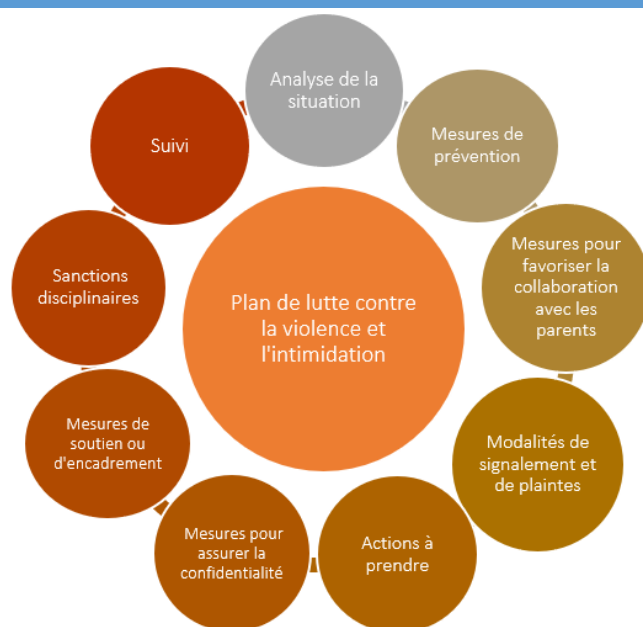 Analyse de la
situation
Mesures de
prévention
Mesures pour
favoriser la
collaboration
avec les
parents
Modalités de
signalement et
de plaintes
Actions à
prendre
Mesures pour
assurer la
confidentialité
Mesures de
soutien ou
d'encadrement
Sanctions
disciplinaires
Suivi
Plan de lutte contre
la violence et
l'intimidation